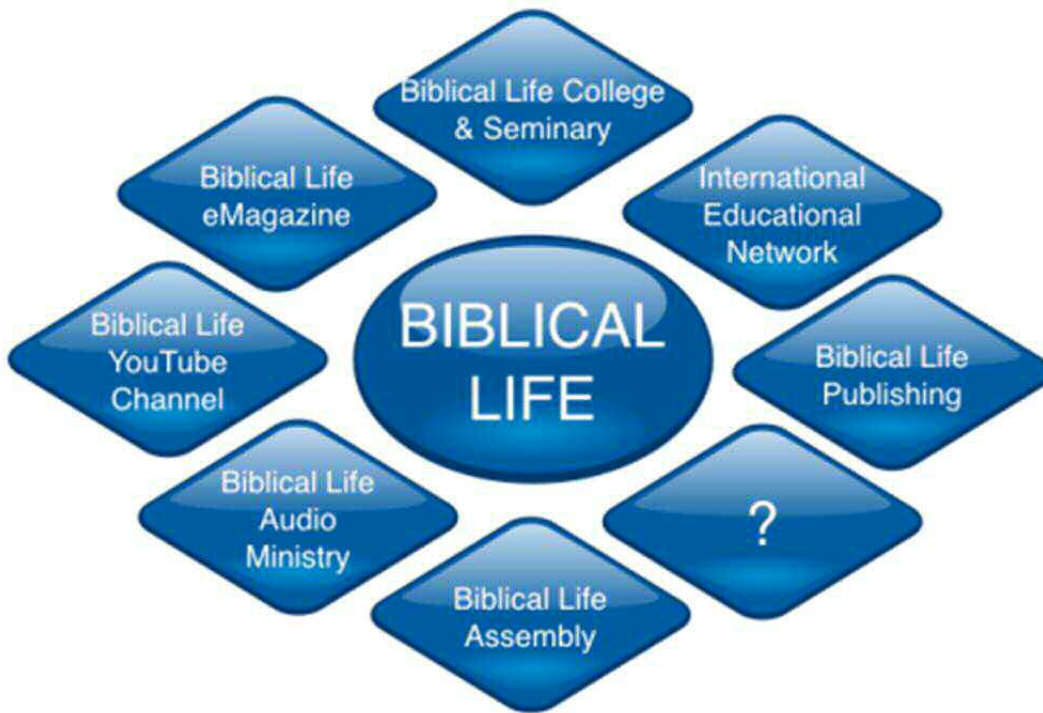 Biblical Life College
& Seminary
International
Educational
Network
Biblical Life
Publishing
?
Biblical Life
Assembly
Biblical Life
Audio
Ministry
Biblical Life
YouTube
Channel
Biblical Life
eMagazine
BIBLICAL
LIFE